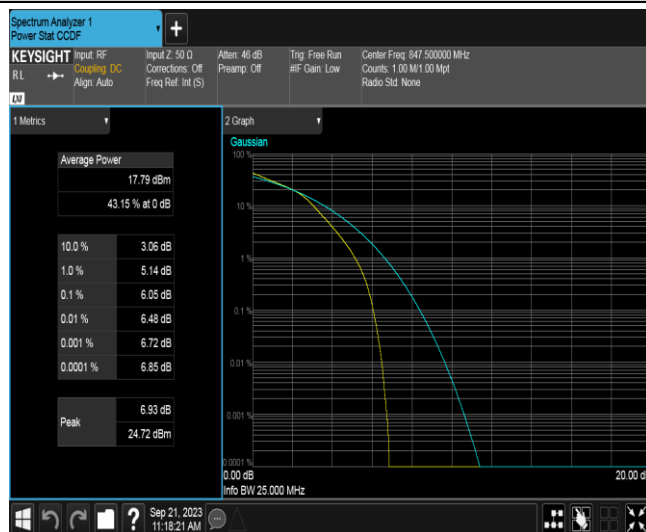 Spectrum Analyzer 1
Power Stat CCDF
+
KEYSIGHT
RL
LXI
Input: RF
Coupling: DC
Align: Auto
Input Z: 50 Ω
Corrections: Off
Freq Ref: Int (S)
Atten: 46 dB
Preamp: Off
Trig: Free Run
#IF Gain: Low
Center Freq: 847.500000 MHz
Counts: 1.00 M/1.00 Mpt
Radio Std: None
1 Metrics
Average Power
17.79 dBm
43.15 % at 0 dB
10.0 % 3.06 dB
1.0 % 5.14 dB
0.1 % 6.05 dB
0.01 % 6.48 dB
0.001 % 6.72 dB
0.0001 % 6.85 dB
Peak
6.93 dB
24.72 dBm
2 Graph
Gaussian
100 %
10 %
1 %
0.1 %
0.01 %
0.001 %
0.0001 %
0.00 dB
20.00 d
Info BW 25.000 MHz
?
Sep 21, 2023
11:18:21 AM